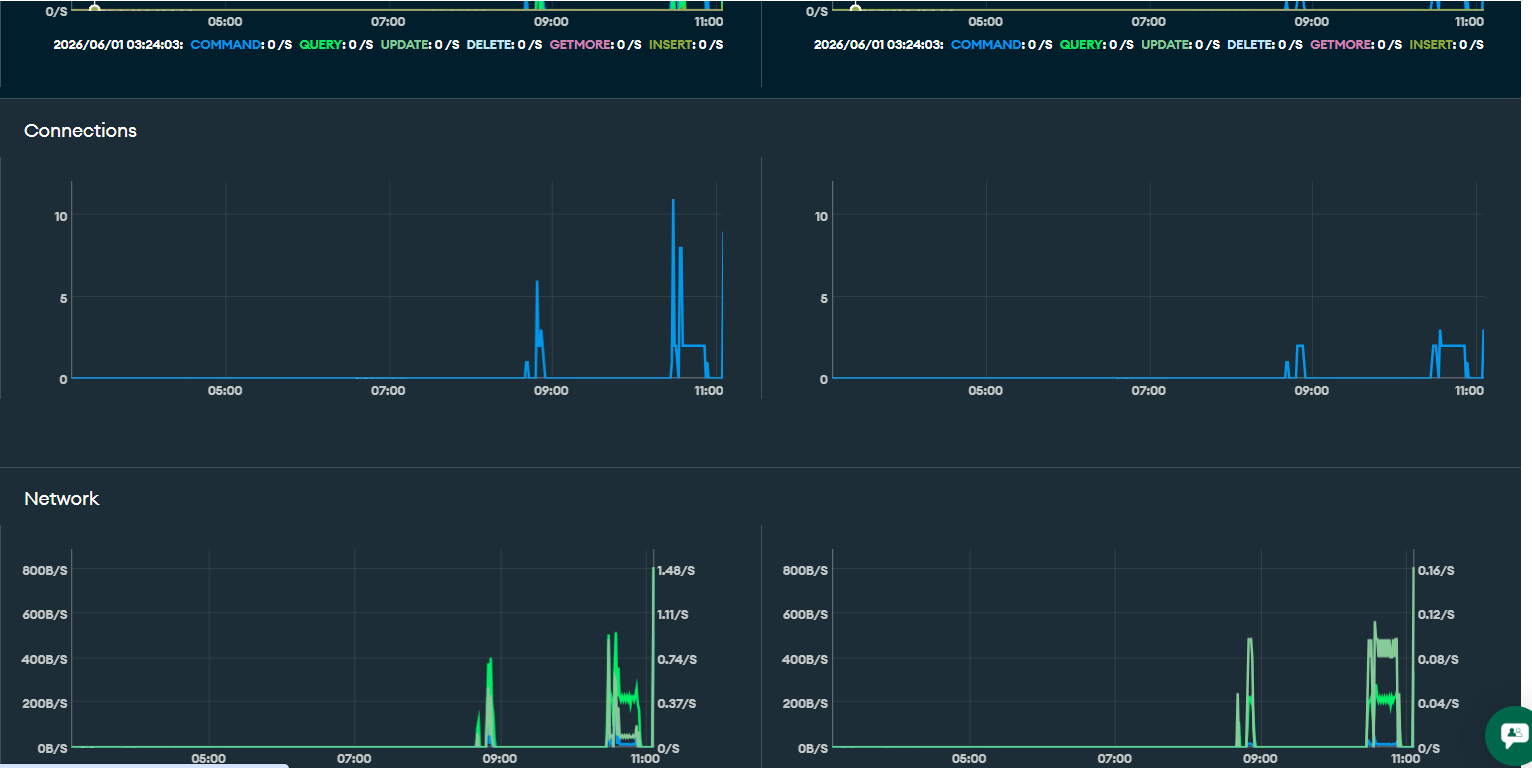 0/S 0/S
05:00 07:00 09:00 11:00 05:00 07:00 09:00 11:00
2026/06/01 03:24:03: COMMAND: 0 /S QUERY: 0 /S UPDATE: 0 /S DELETE: 0 /S GETMORE: 0 /S INSERT: 0 /S
2026/06/01 03:24:03: COMMAND: 0 /S QUERY: 0 /S UPDATE: 0 /S DELETE: 0 /S GETMORE: 0 /S INSERT: 0 /S
Connections
10 10
5 5
0 0
05:00 07:00 09:00 11:00 05:00 07:00 09:00 11:00
Network
800B/S 1.48/S 800B/S 0.16/S
600B/S 1.11/S 600B/S 0.12/S
400B/S 0.74/S 400B/S 0.08/S
200B/S 0.37/S 200B/S 0.04/S
0B/S 0/S 0B/S 0/S
05:00 07:00 09:00 11:00 05:00 07:00 09:00 11:00